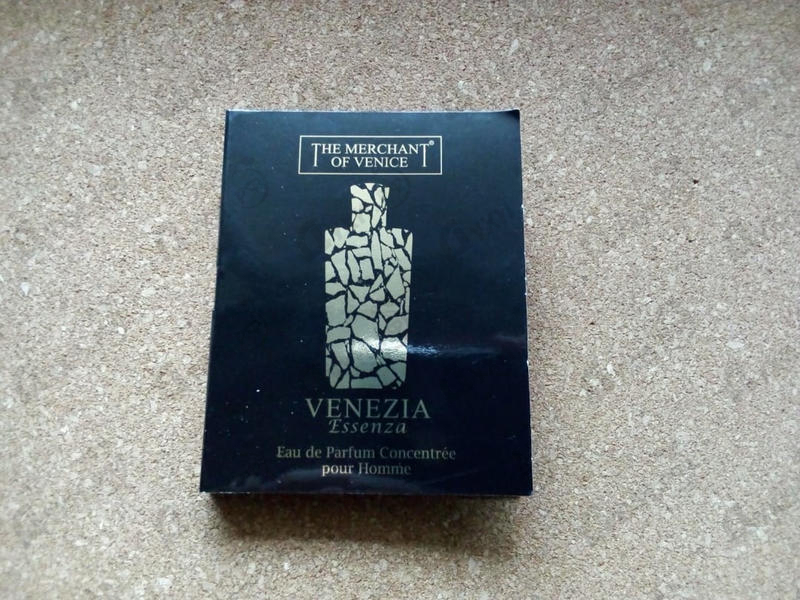 THE MERCHANT®
OF VENICE
VENEZIA
Essenza
Eau de Parfum Concentrée
pour Homme